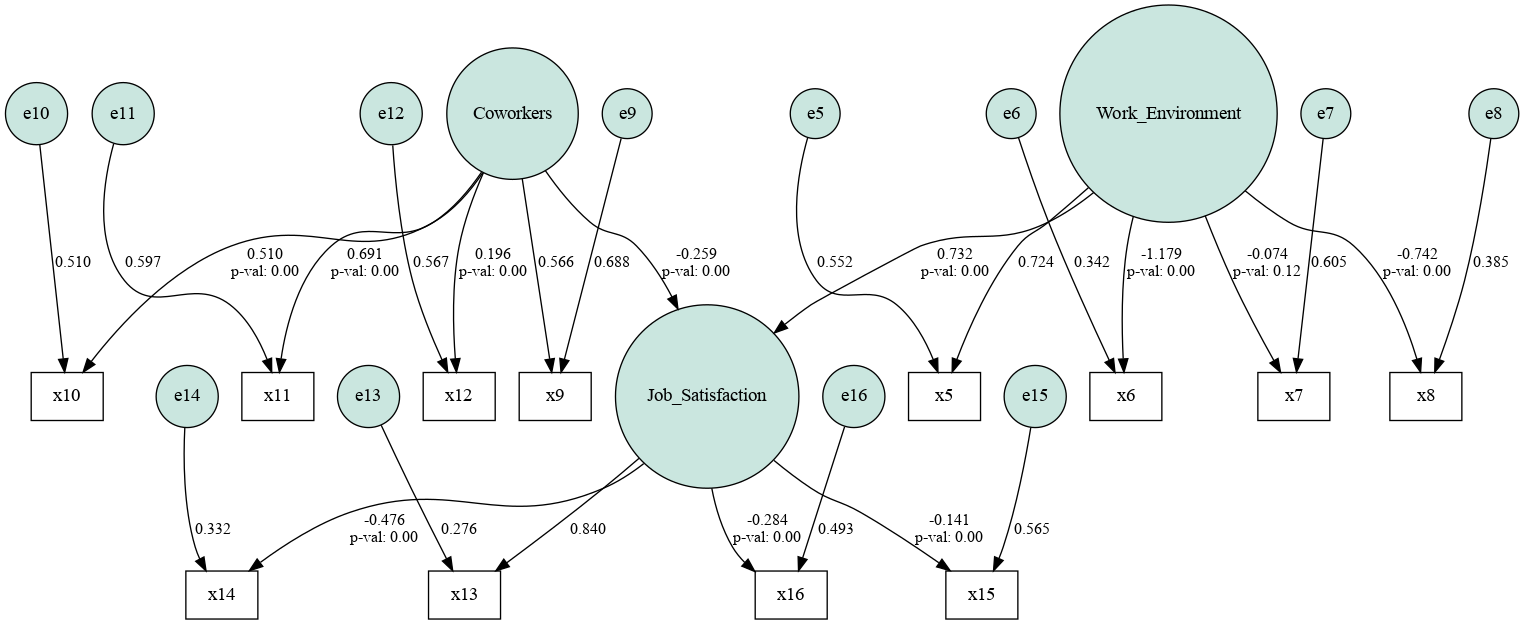 e10
e11
e12
Coworkers
e9
e5
e6
Work_Environment
e7
e8
0.510
0.597
0.510
p-val: 0.00
0.691
p-val: 0.00
0.567
0.196
p-val: 0.00
0.566
0.688
-0.259
p-val: 0.00
0.552
0.732
p-val: 0.00
0.724
0.342
-1.179
p-val: 0.00
-0.074
p-val: 0.12
0.605
-0.742
p-val: 0.00
0.385
x10
e14
x11
e13
x12
x9
Job_Satisfaction
e16
x5
e15
x6
x7
x8
0.332
-0.476
p-val: 0.00
0.276
0.840
-0.284
p-val: 0.00
0.493
-0.141
p-val: 0.00
0.565
x14
x13
x16
x15